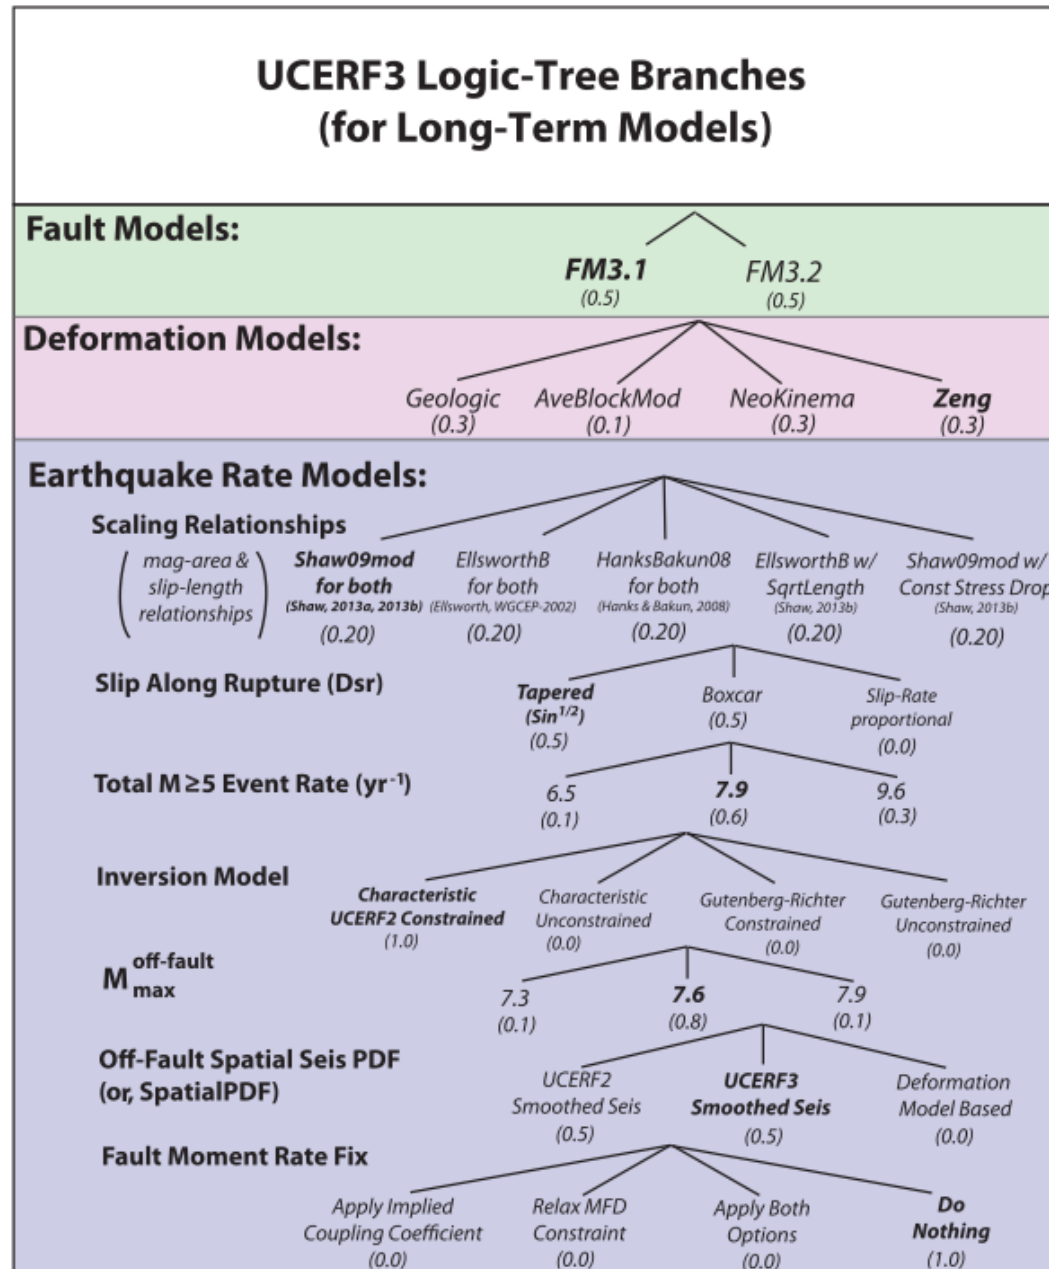 UCERF3 Logic-Tree Branches
(for Long-Term Models)
Fault Models:
FM3.1 FM3.2
(0.5) (0.5)
Deformation Models:
Geologic AveBlockMod NeoKinema Zeng
(0.3) (0.1) (0.3) (0.3)
Earthquake Rate Models:
Scaling Relationships
(mag-area &
slip-length
relationships)
Shaw09mod
for both
(Shaw, 2013a, 2013b)
(0.20)
EllsworthB
for both
(Ellsworth, WGCEP-2002)
(0.20)
HanksBakun08
for both
(Hanks & Bakun, 2008)
(0.20)
EllsworthB w/
SqrtLength
(Shaw, 2013b)
(0.20)
Shaw09mod w/
Const Stress Drop
(Shaw, 2013b)
(0.20)
Slip Along Rupture (Dsr)
Tapered
(Sin^1/2)
(0.5)
Boxcar
(0.5)
Slip-Rate
proportional
(0.0)
Total M≥5 Event Rate (yr^-1)
6.5 7.9 9.6
(0.1) (0.6) (0.3)
Inversion Model
Characteristic
UCERF2 Constrained
(1.0)
Characteristic
Unconstrained
(0.0)
Gutenberg-Richter
Constrained
(0.0)
Gutenberg-Richter
Unconstrained
(0.0)
M off-fault
max
7.3 7.6 7.9
(0.1) (0.8) (0.1)
Off-Fault Spatial Seis PDF
(or, SpatialPDF)
UCERF2
Smoothed Seis
(0.5)
UCERF3
Smoothed Seis
(0.5)
Deformation
Model Based
(0.0)
Fault Moment Rate Fix
Apply Implied
Coupling Coefficient
(0.0)
Relax MFD
Constraint
(0.0)
Apply Both
Options
(0.0)
Do
Nothing
(1.0)